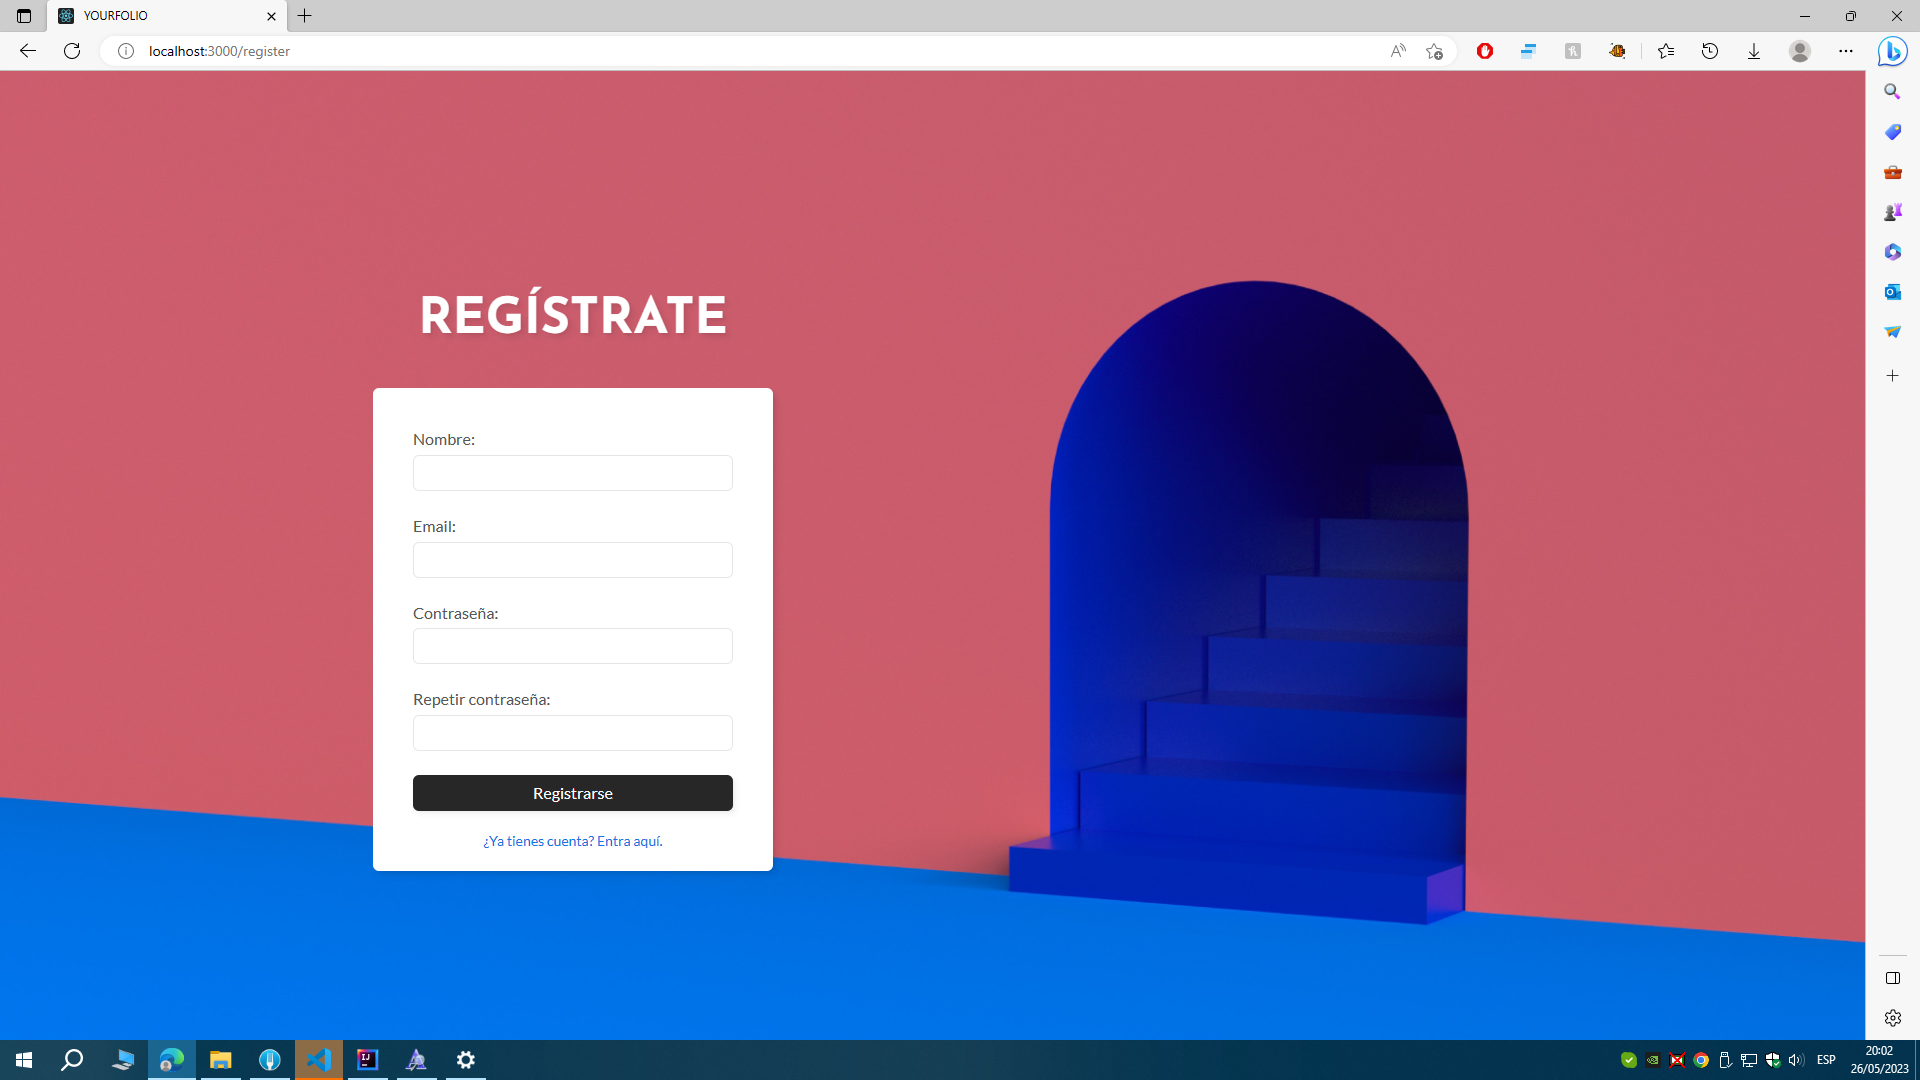 YOURFOLIO
localhost:3000/register
REGÍSTRATE
Nombre:
Email:
Contraseña:
Repetir contraseña:
Registrarse
¿Ya tienes cuenta? Entra aquí.
ESP
20:02
26/05/2023